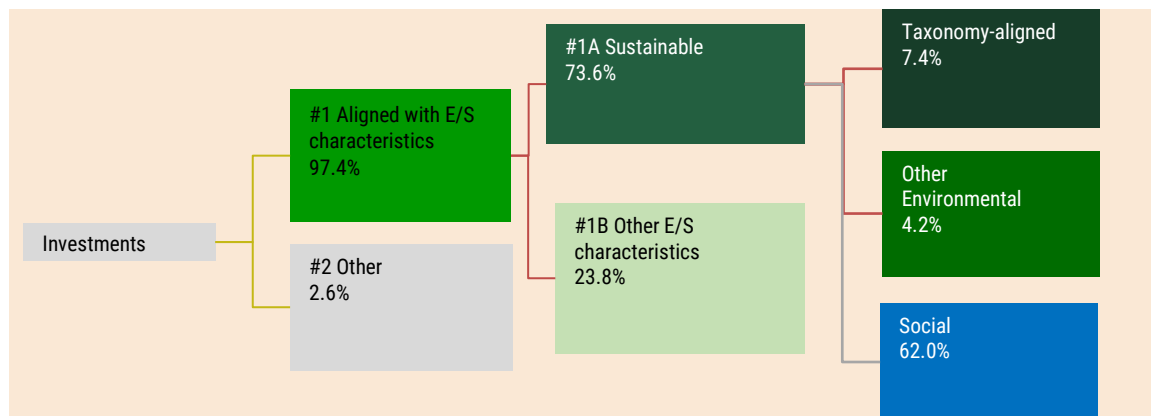 Investments
#1 Aligned with E/S
characteristics
97.4%
#2 Other
2.6%
#1A Sustainable
73.6%
#1B Other E/S
characteristics
23.8%
Taxonomy-aligned
7.4%
Other
Environmental
4.2%
Social
62.0%